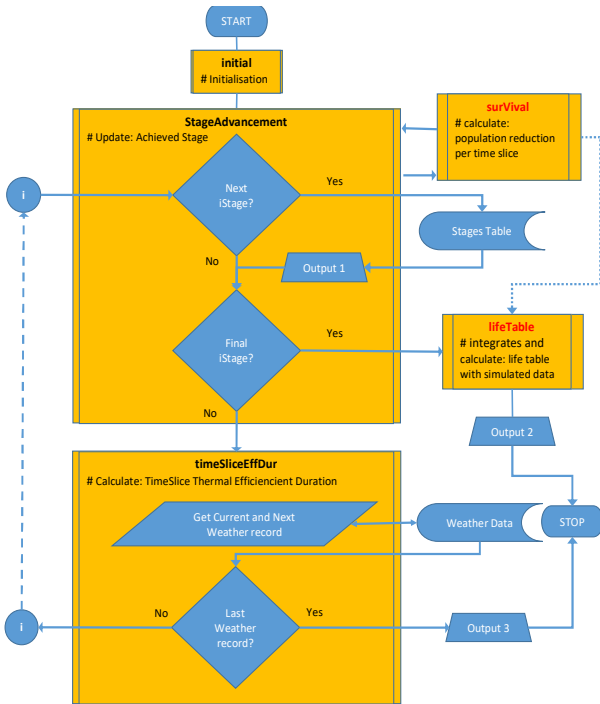 START
initial
# Initialisation
StageAdvancement
# Update: Achieved Stage
surVival
# calculate:
population reduction
per time slice
i
Next
iStage?
Yes
Stages Table
No
Output 1
Final
iStage?
Yes
lifeTable
# integrates and
calculate: life table
with simulated data
No
Output 2
timeSliceEffDur
# Calculate: TimeSlice Thermal Efficiencient Duration
Get Current and Next
Weather record
Weather Data
STOP
i
No
Last
Weather
record?
Yes
Output 3